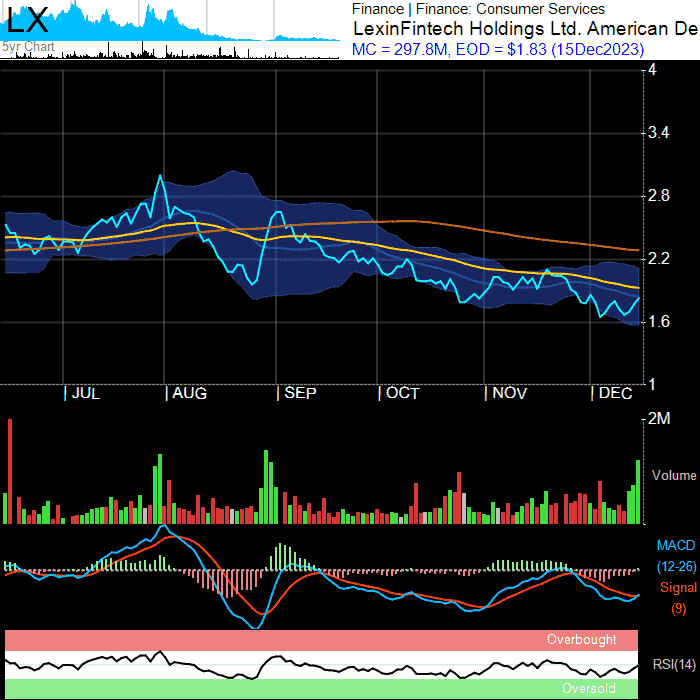 LX
5yr Chart
Finance | Finance: Consumer Services
LexinFintech Holdings Ltd. American De
MC = 297.8M, EOD = $1.83 (15Dec2023)
4
3.4
2.8
2.2
1.6
1
JUL
AUG
SEP
OCT
NOV
DEC
2M
Volume
MACD
(12-26)
Signal
(9)
Overbought
RSI(14)
Oversold